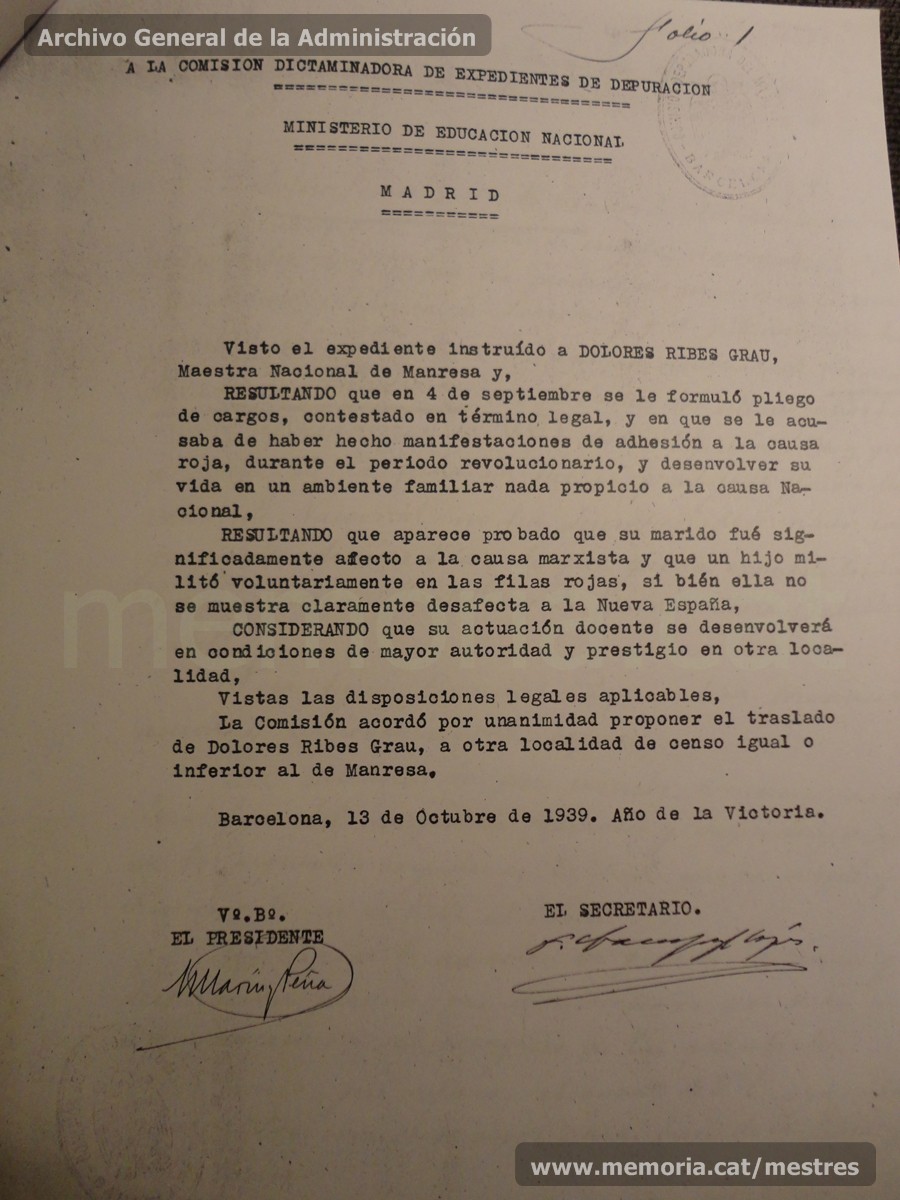 Archivo General de la Administración
folio 1
A LA COMISION DICTAMINADORA DE EXPEDIENTES DE DEPURACION
MINISTERIO DE EDUCACION NACIONAL
M A D R I D
BARCELONA
Visto el expediente instruído a DOLORES RIBES GRAU,
Maestra Nacional de Manresa y,
RESULTANDO que en 4 de septiembre se le formuló pliego
de cargos, contestado en término legal, y en que se le acu-
saba de haber hecho manifestaciones de adhesión a la causa
roja, durante el periodo revolucionario, y desenvolver su
vida en un ambiente familiar nada propicio a la causa Na-
cional,
RESULTANDO que aparece probado que su marido fué sig-
nificadamente afecto a la causa marxista y que un hijo mi-
litó voluntariamente en las filas rojas, si bién ella no
se muestra claramente desafecta a la Nueva España,
CONSIDERANDO que su actuación docente se desenvolverá
en condiciones de mayor autoridad y prestigio en otra loca-
lidad,
Vistas las disposiciones legales aplicables,
La Comisión acordó por unanimidad proponer el traslado
de Dolores Ribes Grau, a otra localidad de censo igual o
inferior al de Manresa.
Barcelona, 13 de Octubre de 1939. Año de la Victoria.
Vº.Bº.
EL PRESIDENTE
EL SECRETARIO.
Marín Peña
www.memoria.cat/mestres